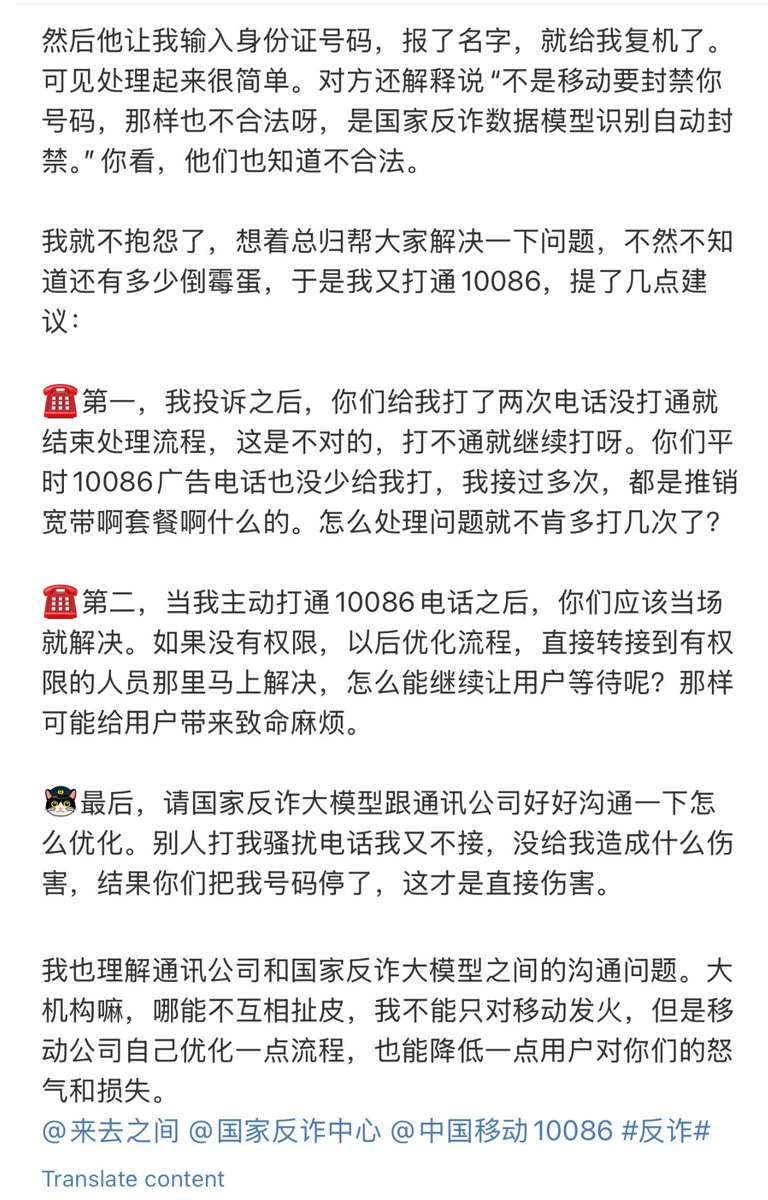 然后他让我输入身份证号码，报了名字，就给我复机了。
可见处理起来很简单。对方还解释说“不是移动要封禁你
号码，那样也不合法呀，是国家反诈数据模型识别自动封
禁。”你看，他们也知道不合法。
我就不抱怨了，想着总归帮大家解决一下问题，不然不知
道还有多少倒霉蛋，于是我又打通10086，提了几点建
议：
☎️第一，我投诉之后，你们给我打了两次电话没打通就
结束处理流程，这是不对的，打不通就继续打呀。你们平
时10086广告电话也没少给我打，我接过多次，都是推销
宽带啊套餐啊什么的。怎么处理问题就不肯多打几次了？
☎️第二，当我主动打通10086电话之后，你们应该当场
就解决。如果没有权限，以后优化流程，直接转接到有权
限的人员那里马上解决，怎么能继续让用户等待呢？那样
可能给用户带来致命麻烦。
最后，请国家反诈大模型跟通讯公司好好沟通一下怎
么优化。别人打我骚扰电话我又不接，没给我造成什么伤
害，结果你们把我号码停了，这才是直接伤害。
我也理解通讯公司和国家反诈大模型之间的沟通问题。大
机构嘛，哪能不互相扯皮，我不能只对移动发火，但是移
动公司自己优化一点流程，也能降低一点用户对你们的怒
气和损失。
@来去之间 @国家反诈中心 @中国移动10086 #反诈#
Translate content